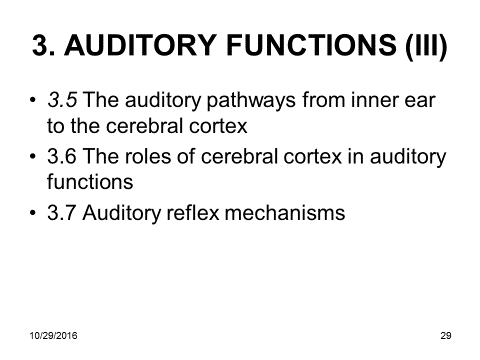 3. AUDITORY FUNCTIONS (III)
• 3.5 The auditory pathways from inner ear
to the cerebral cortex
• 3.6 The roles of cerebral cortex in auditory
functions
• 3.7 Auditory reflex mechanisms
10/29/2016
29